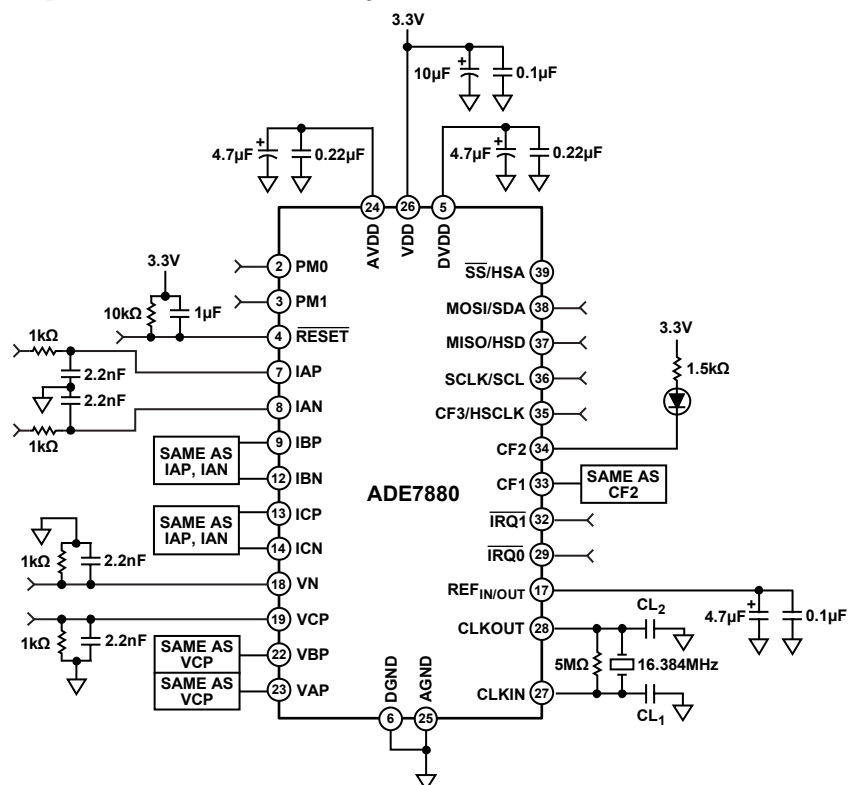 3.3V
10µF + 0.1µF
4.7µF + 0.22µF
4.7µF + 0.22µF
24 26 5
AVDD VDD DVDD
3.3V
10kΩ 1µF
2 PM0
3 PM1
4 RESET
1kΩ
2.2nF
2.2nF
1kΩ
7 IAP
8 IAN
SAME AS
IAP, IAN
9 IBP
12 IBN
SAME AS
IAP, IAN
13 ICP
14 ICN
1kΩ 2.2nF
18 VN
19 VCP
1kΩ 2.2nF
SAME AS
VCP
22 VBP
SAME AS
VCP
23 VAP
ADE7880
DGND AGND
6 25
SS/HSA 39
MOSI/SDA 38
MISO/HSD 37
SCLK/SCL 36
CF3/HSCLK 35
3.3V
1.5kΩ
CF2 34
CF1 33
SAME AS
CF2
IRQ1 32
IRQ0 29
REFIN/OUT 17
4.7µF + 0.1µF
CLKOUT 28
CL2
5MΩ 16.384MHz
CLKIN 27
CL1